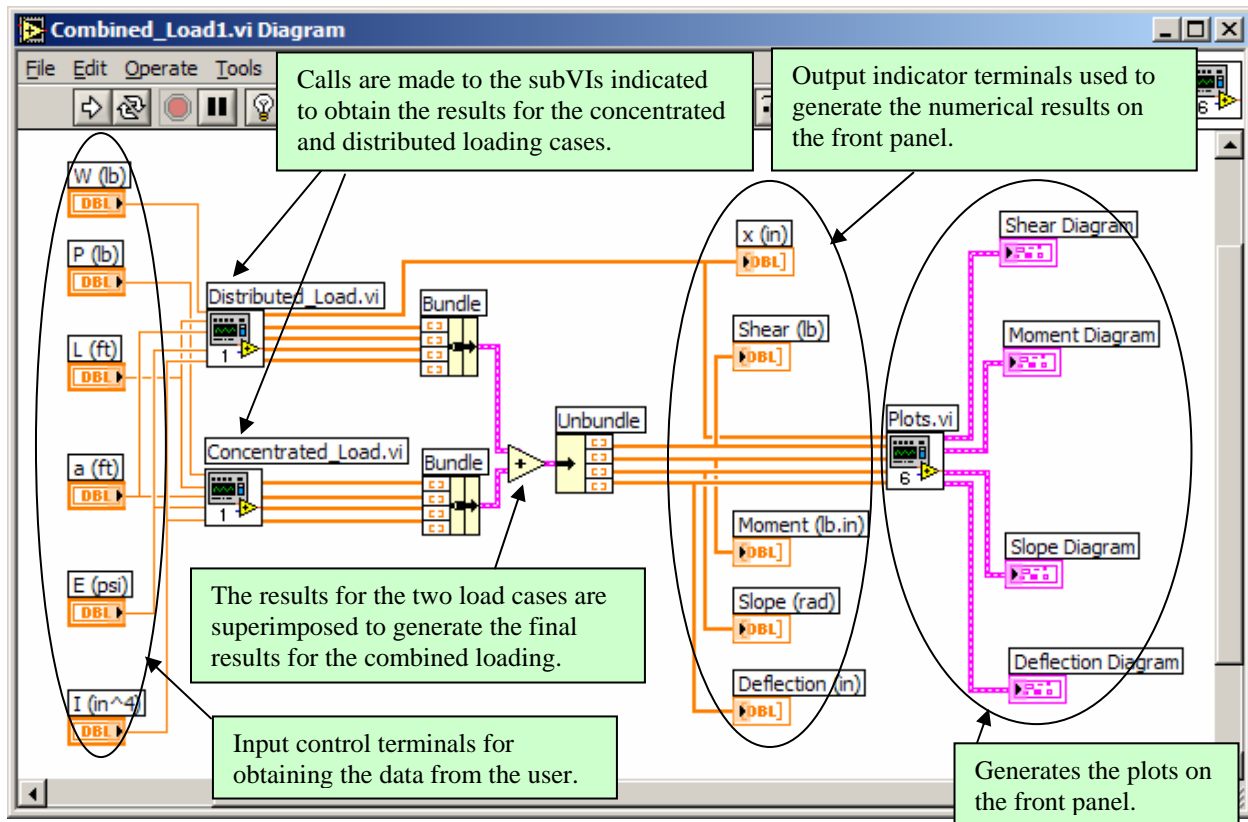 Combined_Load1.vi Diagram
File Edit Operate Tools
Calls are made to the subVIs indicated
to obtain the results for the concentrated
and distributed loading cases.
Output indicator terminals used to
generate the numerical results on
the front panel.
6
W (lb)
DBL
P (lb)
DBL
L (ft)
DBL
a (ft)
DBL
E (psi)
DBL
I (in^4)
DBL
Distributed_Load.vi
1
Bundle
Concentrated_Load.vi
1
Bundle
+
Unbundle
x (in)
DBL]
Shear (lb)
DBL]
Moment (lb.in)
DBL]
Slope (rad)
DBL]
Deflection (in)
DBL]
Plots.vi
6
Shear Diagram
Moment Diagram
Slope Diagram
Deflection Diagram
The results for the two load cases are
superimposed to generate the final
results for the combined loading.
Input control terminals for
obtaining the data from the user.
Generates the plots on
the front panel.